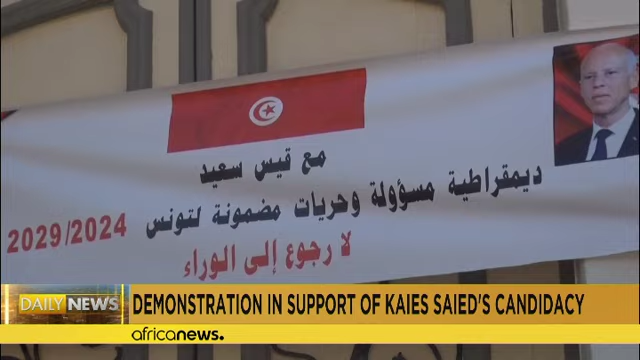 مع قيس سعيد
ديمقراطية مسؤولة وحريات مضمونة لتونس 2029/2024
لا رجوع إلى الوراء
DAILY NEWS
DEMONSTRATION IN SUPPORT OF KAIES SAIED'S CANDIDACY
africanews.